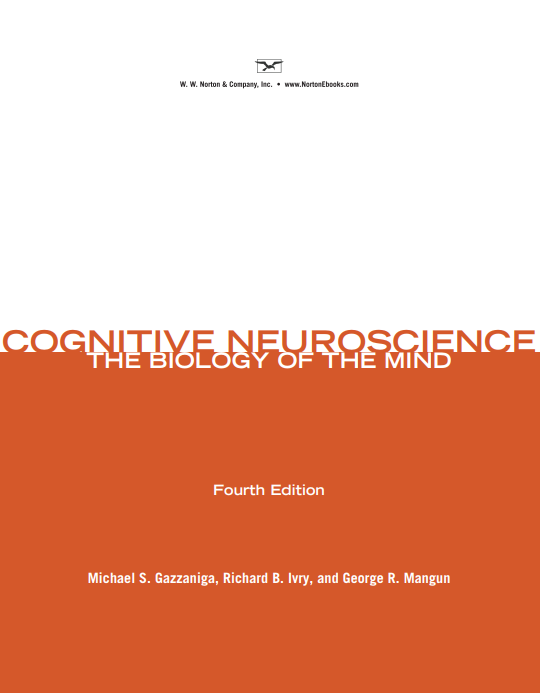 W. W. Norton & Company, Inc. • www.NortonEbooks.com
COGNITIVE NEUROSCIENCE
THE BIOLOGY OF THE MIND
Fourth Edition
Michael S. Gazzaniga, Richard B. Ivry, and George R. Mangun